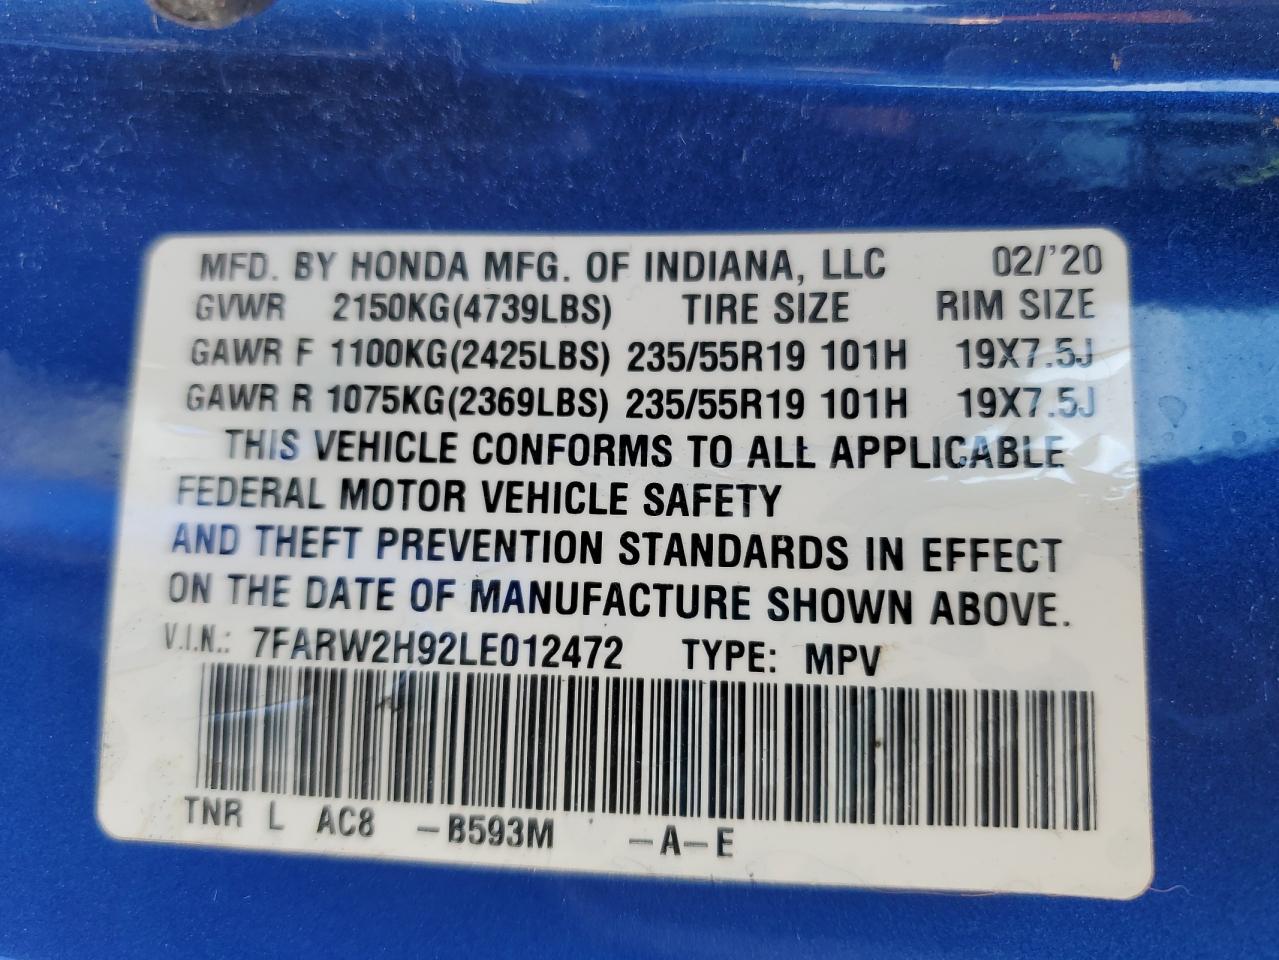 MFD. BY HONDA MFG. OF INDIANA, LLC 02/'20
GVWR 2150KG(4739LBS) TIRE SIZE RIM SIZE
GAWR F 1100KG(2425LBS) 235/55R19 101H 19X7.5J
GAWR R 1075KG(2369LBS) 235/55R19 101H 19X7.5J
THIS VEHICLE CONFORMS TO ALL APPLICABLE
FEDERAL MOTOR VEHICLE SAFETY
AND THEFT PREVENTION STANDARDS IN EFFECT
ON THE DATE OF MANUFACTURE SHOWN ABOVE.
V.I.N.: 7FARW2H92LE012472 TYPE: MPV
TNR L AC8 -B593M -A-E